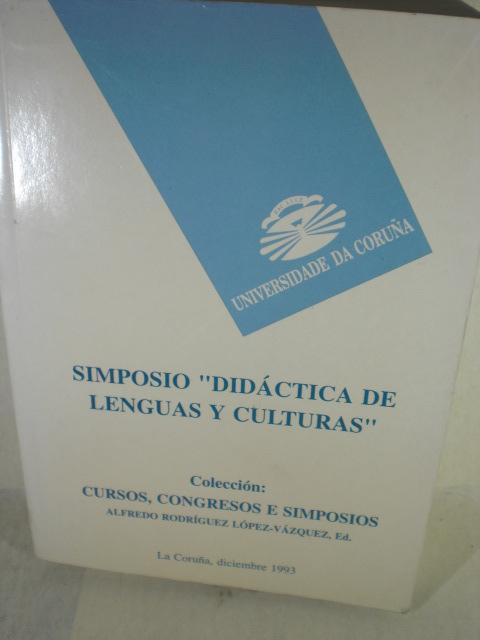 UNIVERSIDADE DA CORUÑA
SIMPOSIO "DIDÁCTICA DE
LENGUAS Y CULTURAS"
Colección:
CURSOS, CONGRESOS E SIMPOSIOS
ALFREDO RODRÍGUEZ LÓPEZ-VÁZQUEZ, Ed.
La Coruña, diciembre 1993